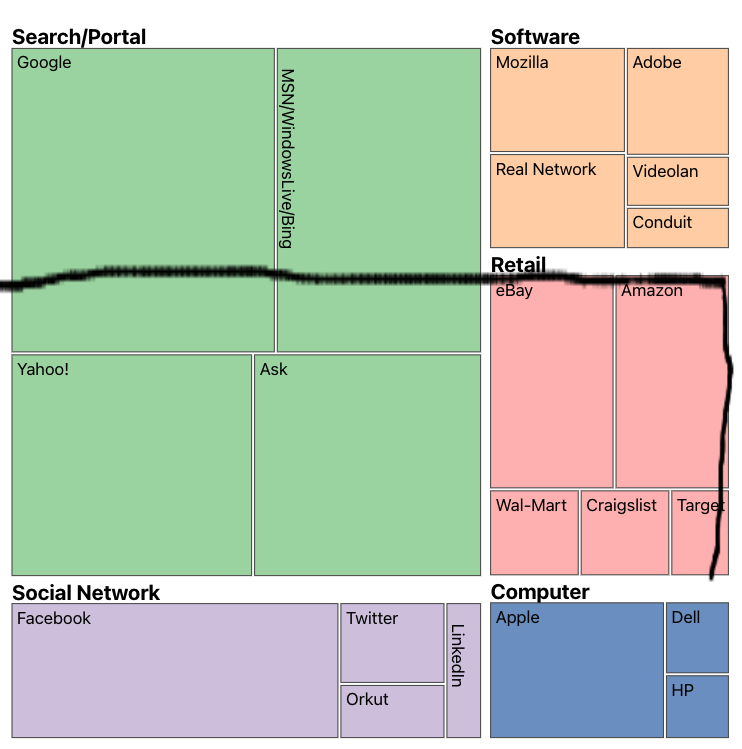 Search/Portal
Google
MSN/WindowsLive/Bing
Yahoo!
Ask
Software
Mozilla
Adobe
Real Network
Videolan
Conduit
Retail
eBay
Amazon
Wal-Mart
Craigslist
Target
Social Network
Facebook
Twitter
LinkedIn
Orkut
Computer
Apple
Dell
HP